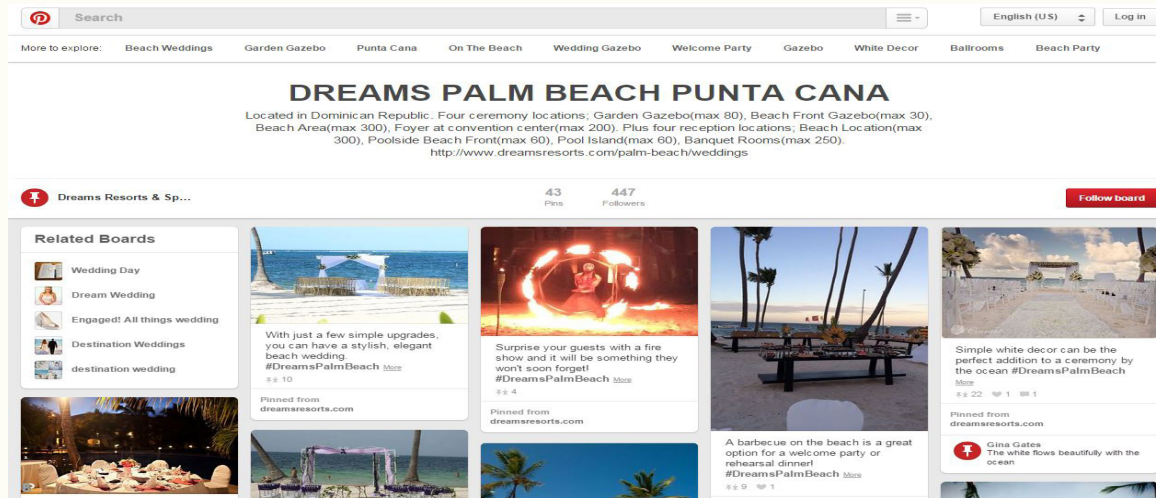 Search
English (US)
Log in
More to explore: Beach Weddings Garden Gazebo Punta Cana On The Beach Wedding Gazebo Welcome Party Gazebo White Decor Ballrooms Beach Party
DREAMS PALM BEACH PUNTA CANA
Located in Dominican Republic. Four ceremony locations; Garden Gazebo(max 80), Beach Front Gazebo(max 30),
Beach Area(max 300), Foyer at convention center(max 200). Plus four reception locations; Beach Location(max
300), Poolside Beach Front(max 60), Pool Island(max 60), Banquet Rooms(max 250).
http://www.dreamsresorts.com/palm-beach/weddings
Dreams Resorts & Sp...
43
Pins
447
Followers
Follow board
Related Boards
Wedding Day
Dream Wedding
Engaged! All things wedding
Destination Weddings
destination wedding
With just a few simple upgrades,
you can have a stylish, elegant
beach wedding.
#DreamsPalmBeach More
10
Pinned from
dreamsresorts.com
Surprise your guests with a fire
show and it will be something they
won't soon forget!
#DreamsPalmBeach More
4
Pinned from
dreamsresorts.com
A barbecue on the beach is a great
option for a welcome party or
rehearsal dinner!
#DreamsPalmBeach More
9 1
Simple white decor can be the
perfect addition to a ceremony by
the ocean #DreamsPalmBeach
More
22 1 1
Pinned from
dreamsresorts.com
Gina Gates
The white flows beautifully with the
ocean